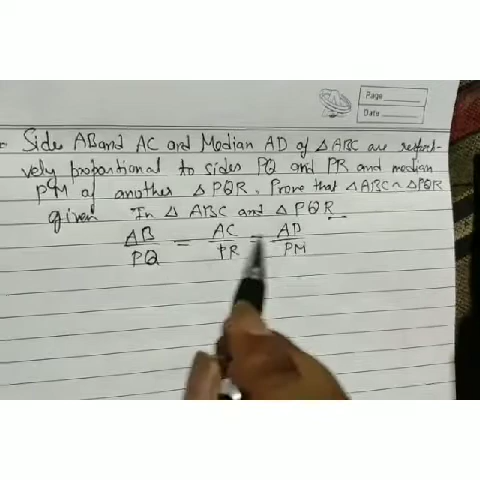 Page
Date
Side AB and AC and Median AD of △ ABC are respect-
vely proportional to sides PQ and PR and median
PM of another △ PQR. Prove that △ABC ~ △PQR
given In △ ABC and △ PQR
AB/PQ = AC/PR = AD/PM